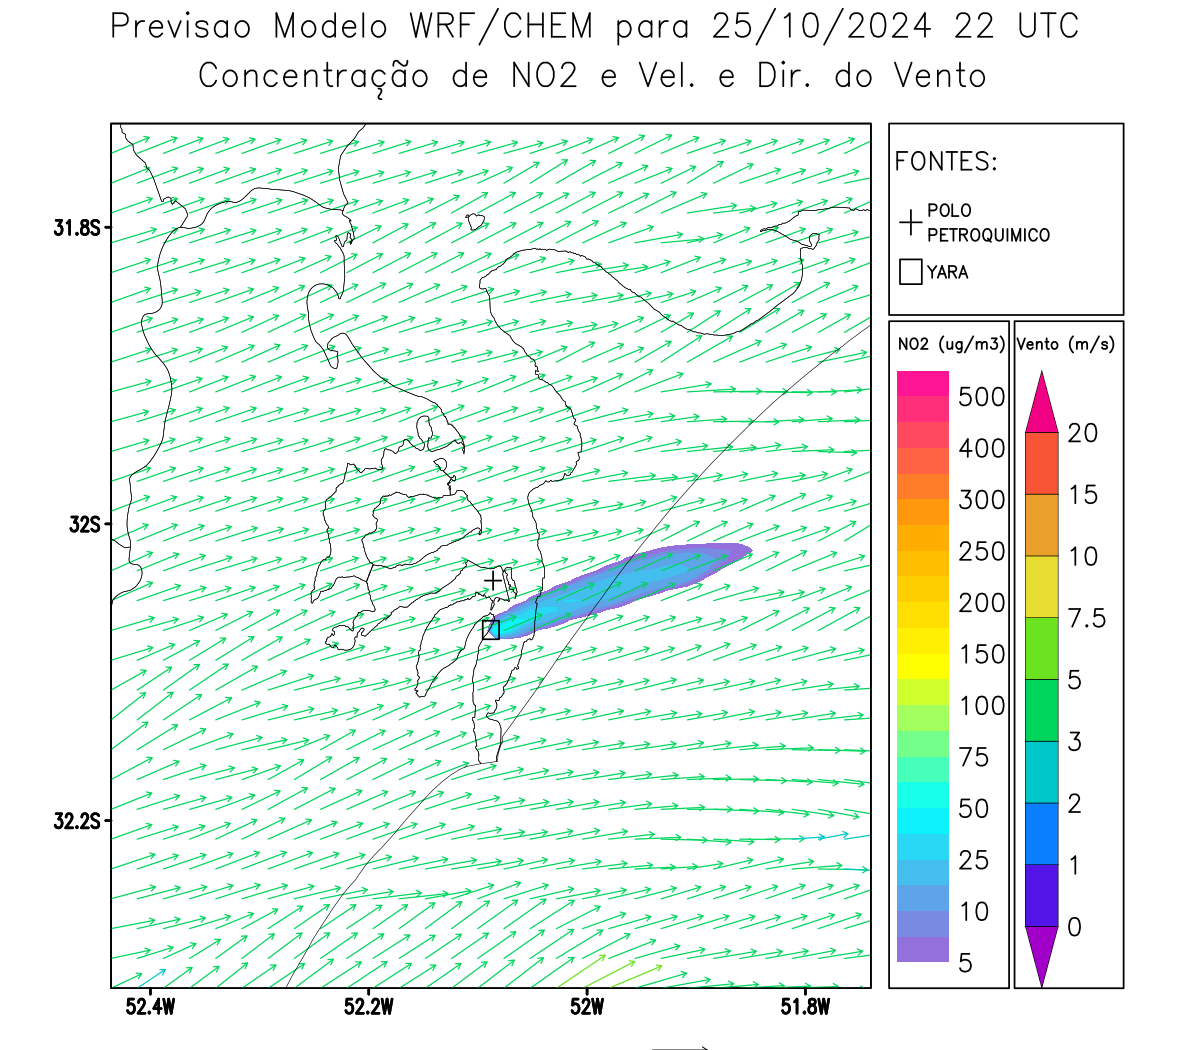 Previsao Modelo WRF/CHEM para 25/10/2024 22 UTC
Concentração de NO2 e Vel. e Dir. do Vento
FONTES:
POLO
PETROQUIMICO
YARA
31.8S
32S
32.2S
52.4W
52.2W
52W
51.8W
NO2 (ug/m3)
500
400
300
250
200
150
100
75
50
25
10
5
Vento (m/s)
20
15
10
7.5
5
3
2
1
0